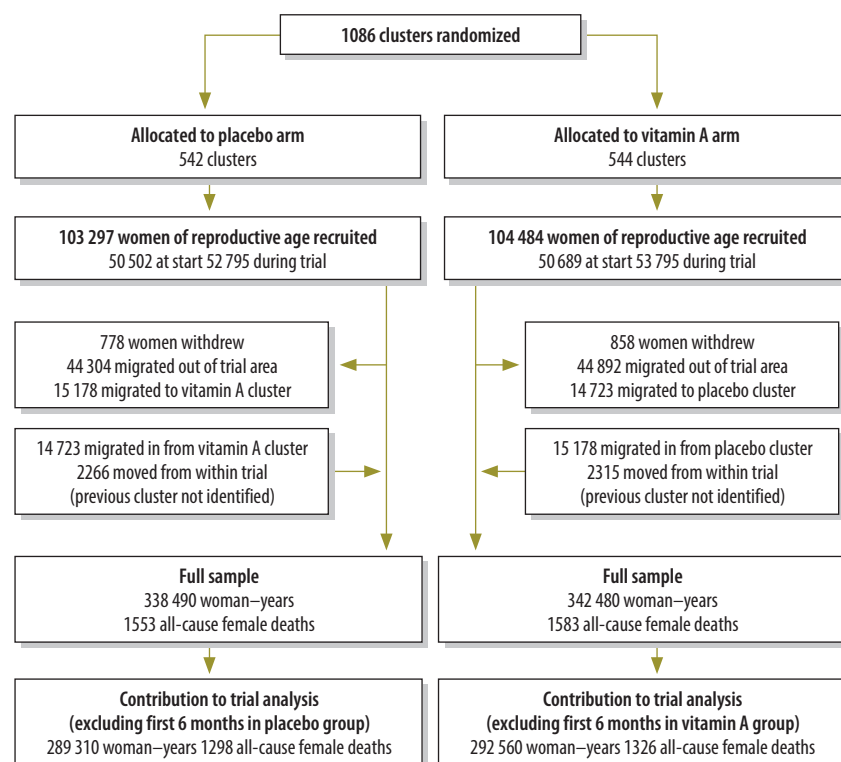 1086 clusters randomized
Allocated to placebo arm
542 clusters
Allocated to vitamin A arm
544 clusters
103 297 women of reproductive age recruited
50 502 at start 52 795 during trial
104 484 women of reproductive age recruited
50 689 at start 53 795 during trial
778 women withdrew
44 304 migrated out of trial area
15 178 migrated to vitamin A cluster
858 women withdrew
44 892 migrated out of trial area
14 723 migrated to placebo cluster
14 723 migrated in from vitamin A cluster
2266 moved from within trial
(previous cluster not identified)
15 178 migrated in from placebo cluster
2315 moved from within trial
(previous cluster not identified)
Full sample
338 490 woman–years
1553 all-cause female deaths
Full sample
342 480 woman–years
1583 all-cause female deaths
Contribution to trial analysis
(excluding first 6 months in placebo group)
289 310 woman–years 1298 all-cause female deaths
Contribution to trial analysis
(excluding first 6 months in vitamin A group)
292 560 woman–years 1326 all-cause female deaths